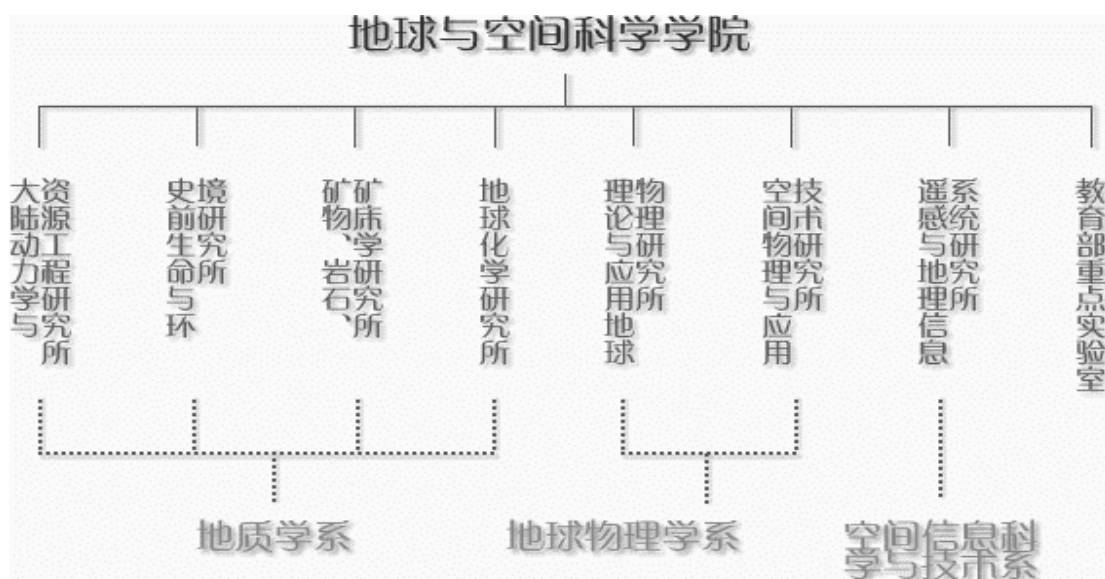 地球与空间科学学院
大陆动力学与
资源工程研究所
史前生命与环
境研究所
矿物、岩石、
矿床学研究所
地球化学研究所
理论与应用地球
物理研究所
空间物理与应用
技术研究所
遥感与地理信息
系统研究所
教育部重点实验室
地质学系
地球物理学系
空间信息科
学与技术系